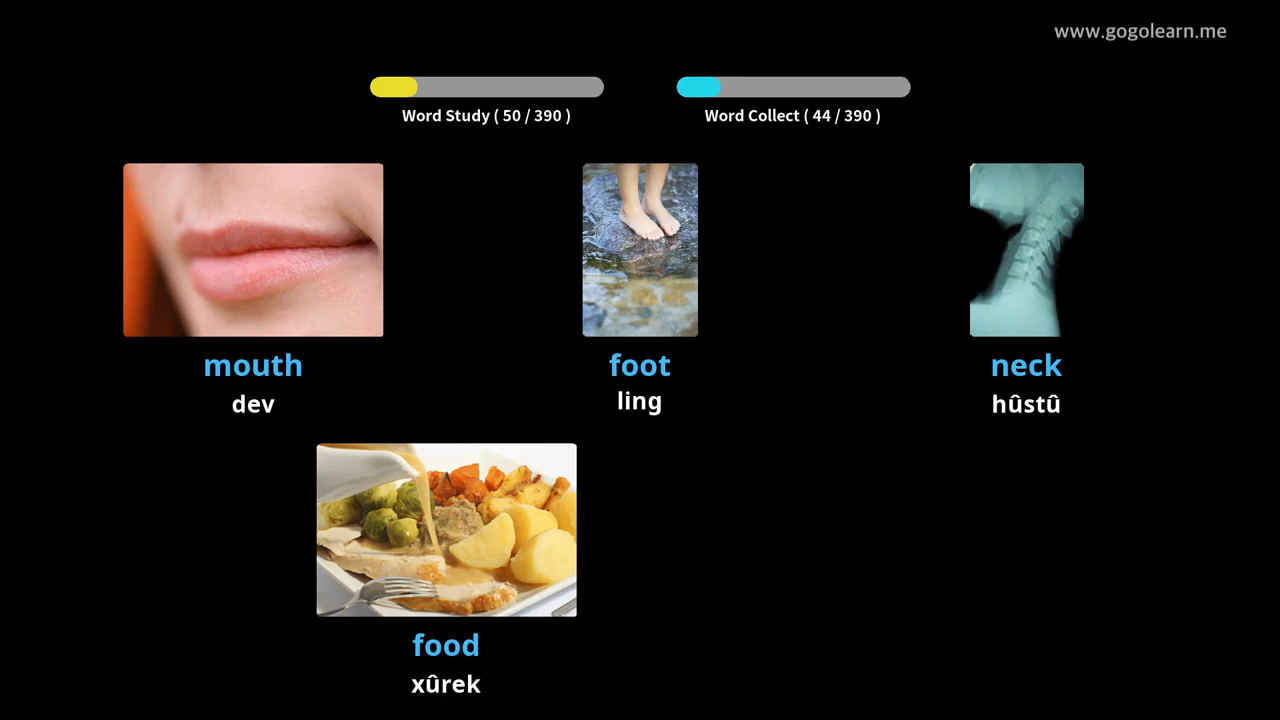 www.gogolearn.me
Word Study ( 50 / 390 )
Word Collect ( 44 / 390 )
mouth
dev
foot
ling
neck
hûstû
food
xûrek